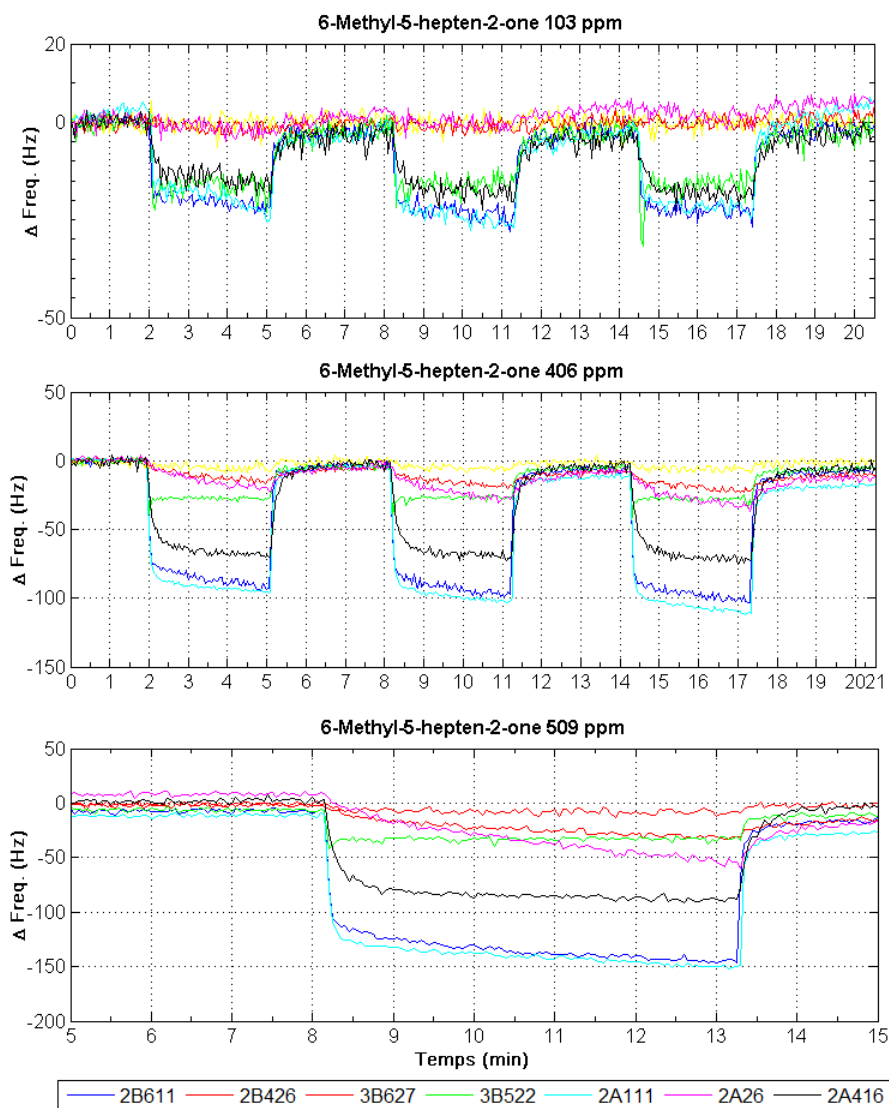 6-Methyl-5-hepten-2-one 103 ppm
20
0
-50
Δ Freq. (Hz)
0 1 2 3 4 5 6 7 8 9 10 11 12 13 14 15 16 17 18 19 20
6-Methyl-5-hepten-2-one 406 ppm
50
0
-50
-100
-150
Δ Freq. (Hz)
0 1 2 3 4 5 6 7 8 9 10 11 12 13 14 15 16 17 18 19 2021
6-Methyl-5-hepten-2-one 509 ppm
50
0
-50
-100
-150
-200
Δ Freq. (Hz)
5 6 7 8 9 10 11 12 13 14 15
Temps (min)
2B611 2B426 3B627 3B522 2A111 2A26 2A416